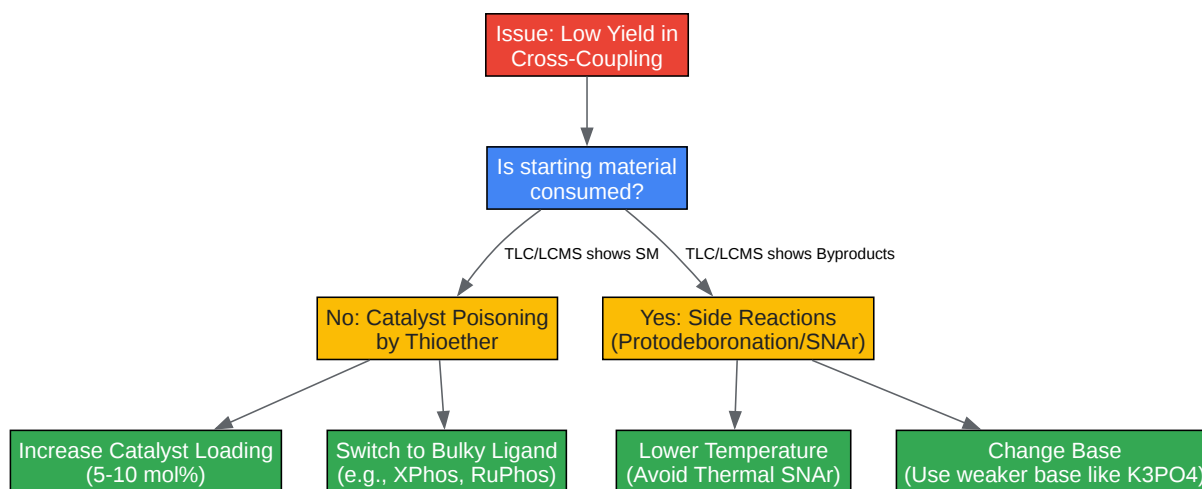 Issue: Low Yield in
Cross-Coupling
Is starting material
consumed?
TLC/LCMS shows SM
TLC/LCMS shows Byproducts
No: Catalyst Poisoning
by Thioether
Yes: Side Reactions
(Protodeboronation/SNAr)
Increase Catalyst Loading
(5-10 mol%)
Switch to Bulky Ligand
(e.g., XPhos, RuPhos)
Lower Temperature
(Avoid Thermal SNAr)
Change Base
(Use weaker base like K3PO4)